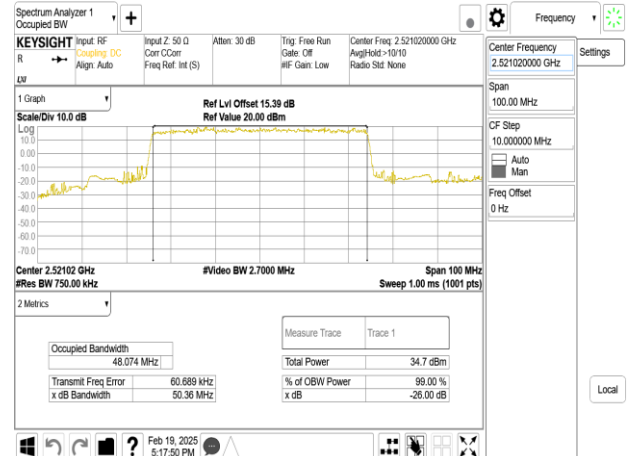 Spectrum Analyzer 1
Occupied BW
Frequency
KEYSIGHT
R
LXI
Input: RF
Coupling: DC
Align: Auto
Input Z: 50 Ω
Corr CCorr
Freq Ref: Int (S)
Atten: 30 dB
Trig: Free Run
Gate: Off
#IF Gain: Low
Center Freq: 2.521020000 GHz
Avg|Hold:>10/10
Radio Std: None
Center Frequency
2.521020000 GHz
Settings
Span
100.00 MHz
CF Step
10.000000 MHz
Auto
Man
Freq Offset
0 Hz
Local
1 Graph
Scale/Div 10.0 dB
Ref Lvl Offset 15.39 dB
Ref Value 20.00 dBm
Log
10.0
0.00
-10.0
-20.0
-30.0
-40.0
-50.0
-60.0
-70.0
Center 2.52102 GHz
#Video BW 2.7000 MHz
Span 100 MHz
#Res BW 750.00 kHz
Sweep 1.00 ms (1001 pts)
2 Metrics
Measure Trace
Trace 1
Occupied Bandwidth
48.074 MHz
Total Power
34.7 dBm
Transmit Freq Error
60.689 kHz
% of OBW Power
99.00 %
x dB Bandwidth
50.36 MHz
x dB
-26.00 dB
?
Feb 19, 2025
5:17:50 PM